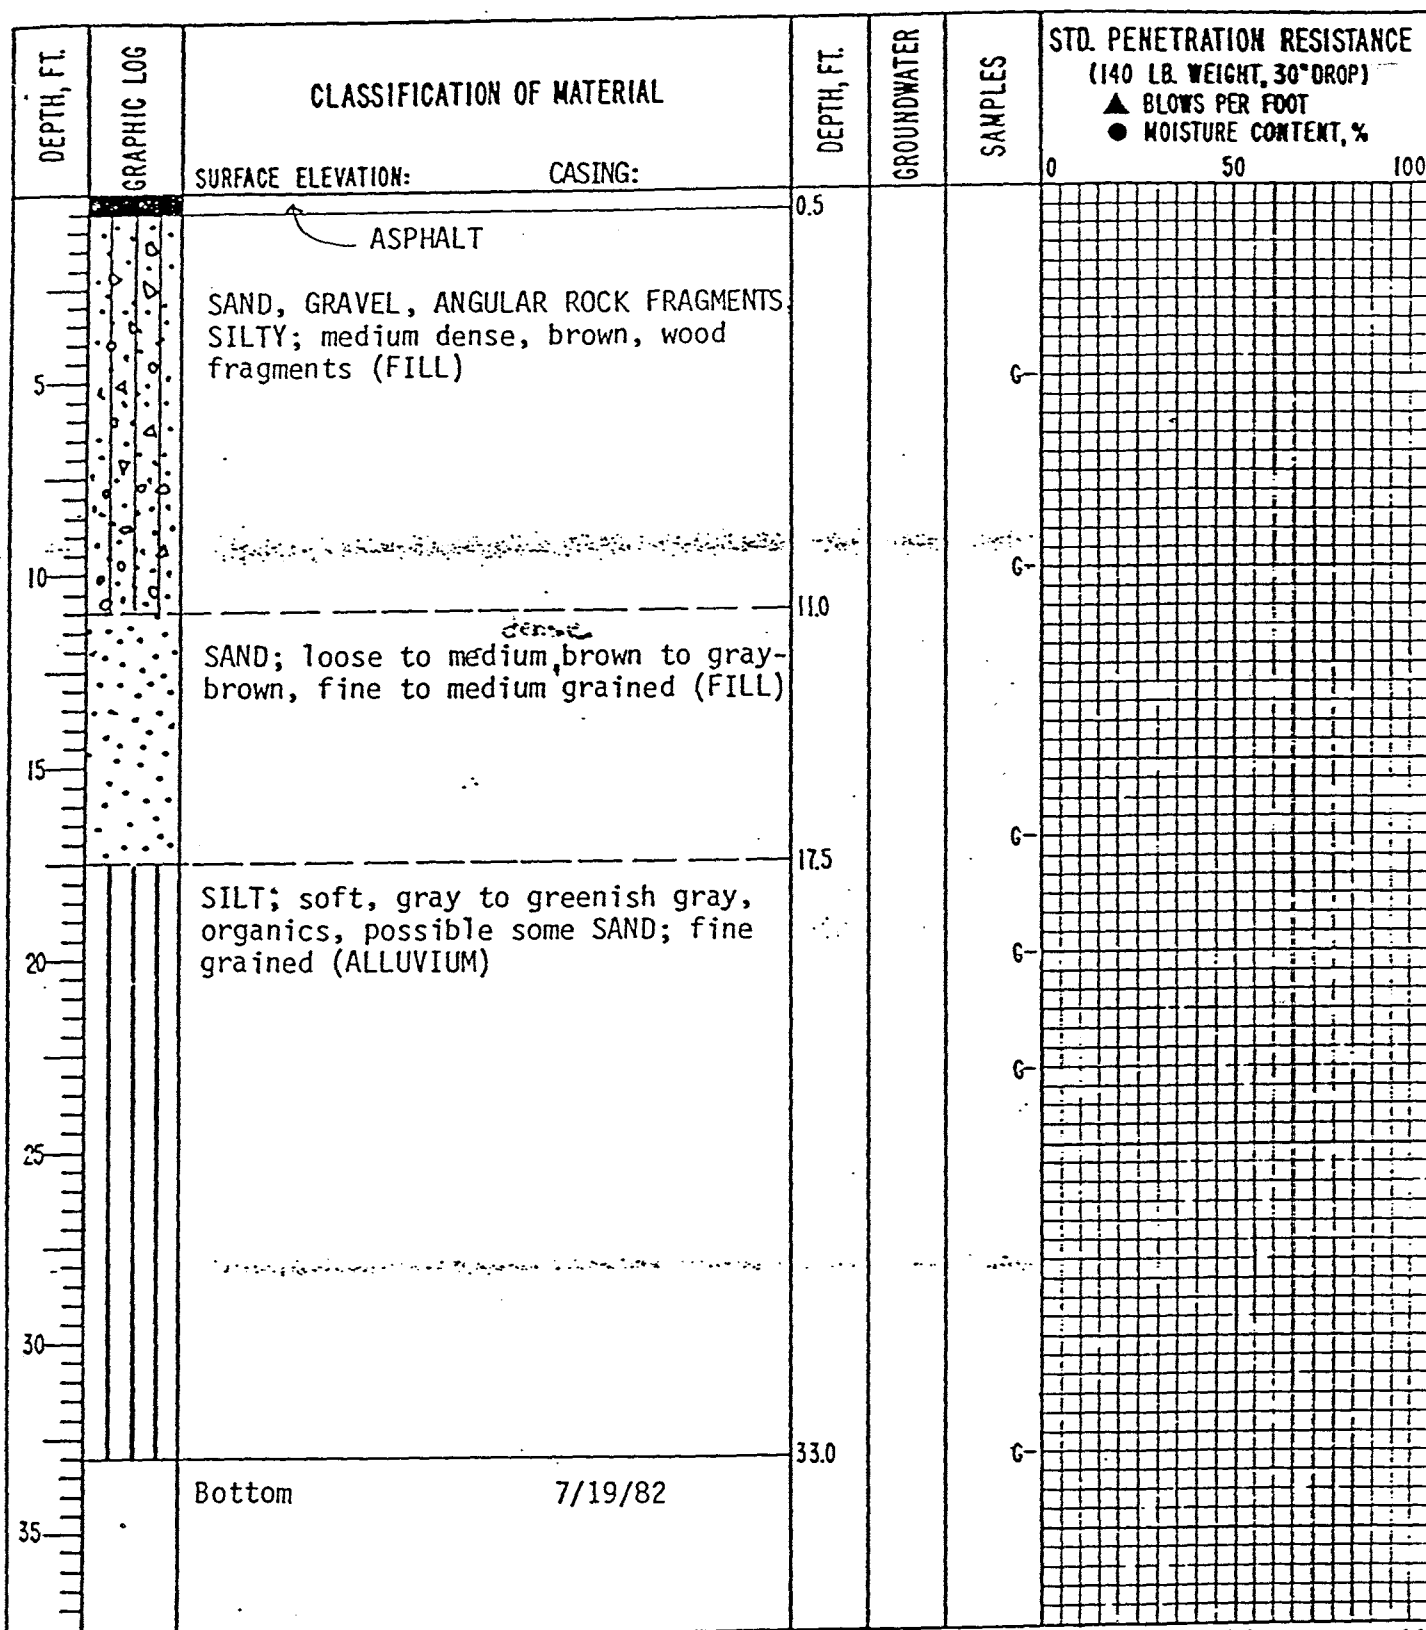 DEPTH, FT.
GRAPHIC LOG
CLASSIFICATION OF MATERIAL
SURFACE ELEVATION: CASING:
DEPTH, FT.
GROUNDWATER
SAMPLES
STD. PENETRATION RESISTANCE
(140 LB. WEIGHT, 30" DROP)
▲ BLOWS PER FOOT
● MOISTURE CONTENT, %
0 50 100
0.5
ASPHALT
SAND, GRAVEL, ANGULAR ROCK FRAGMENTS,
SILTY; medium dense, brown, wood
fragments (FILL)
5
G
10
G
11.0
dense
SAND; loose to medium, brown to gray-
brown, fine to medium grained (FILL)
15
G
17.5
SILT; soft, gray to greenish gray,
organics, possible some SAND; fine
grained (ALLUVIUM)
20
G
G
25
30
33.0
G
Bottom 7/19/82
35